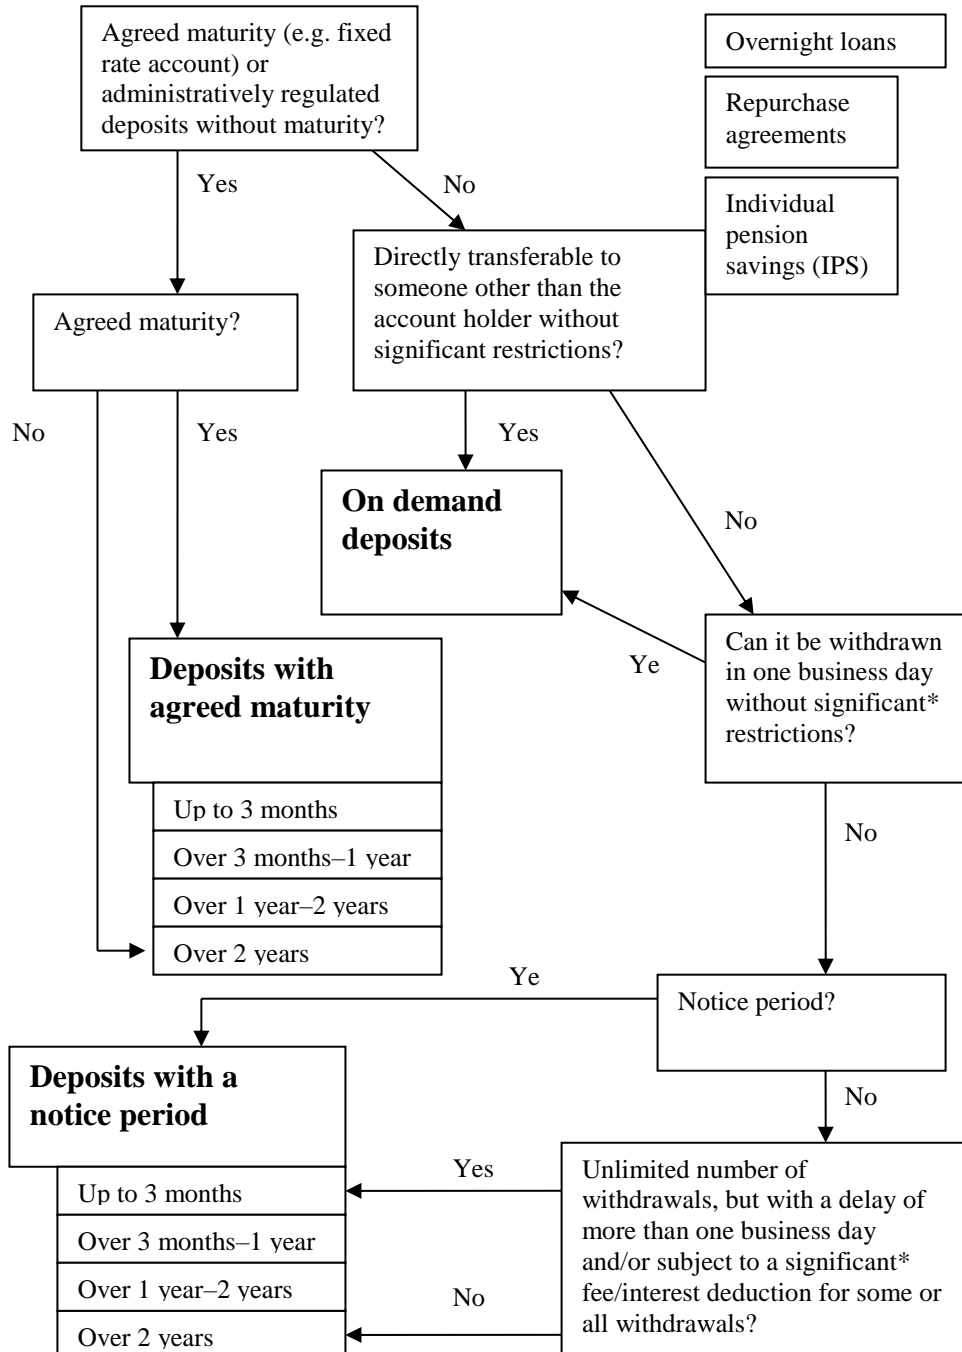 Agreed maturity (e.g. fixed
rate account) or
administratively regulated
deposits without maturity?
Overnight loans
Repurchase
agreements
Yes
No
Individual
pension
savings (IPS)
Directly transferable to
someone other than the
account holder without
significant restrictions?
Agreed maturity?
No
Yes
Yes
On demand
deposits
No
Can it be withdrawn
in one business day
without significant*
restrictions?
Ye
Deposits with
agreed maturity
Up to 3 months
Over 3 months–1 year
Over 1 year–2 years
Over 2 years
No
Ye
Notice period?
Deposits with a
notice period
No
Up to 3 months
Over 3 months–1 year
Over 1 year–2 years
Over 2 years
Yes
No
Unlimited number of
withdrawals, but with a delay of
more than one business day
and/or subject to a significant*
fee/interest deduction for some or
all withdrawals?